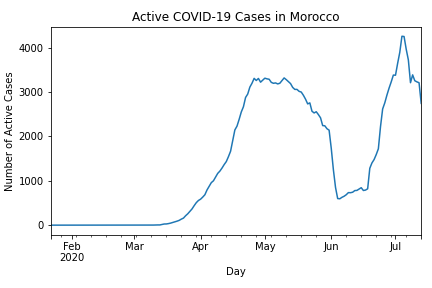 Active COVID-19 Cases in Morocco
Number of Active Cases
4000
3000
2000
1000
0
Feb
2020
Mar
Apr
May
Jun
Jul
Day